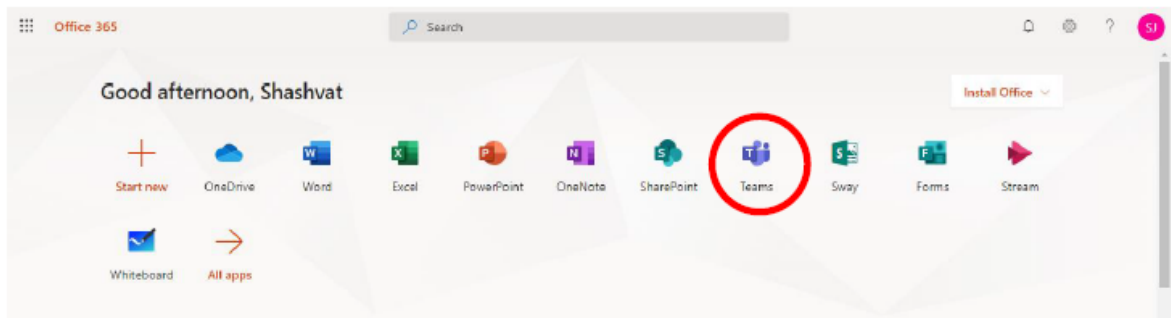 Office 365 Search ? SJ
Good afternoon, Shashvat Install Office
Start new OneDrive Word Excel PowerPoint OneNote SharePoint Teams Sway Forms Stream
Whiteboard All apps